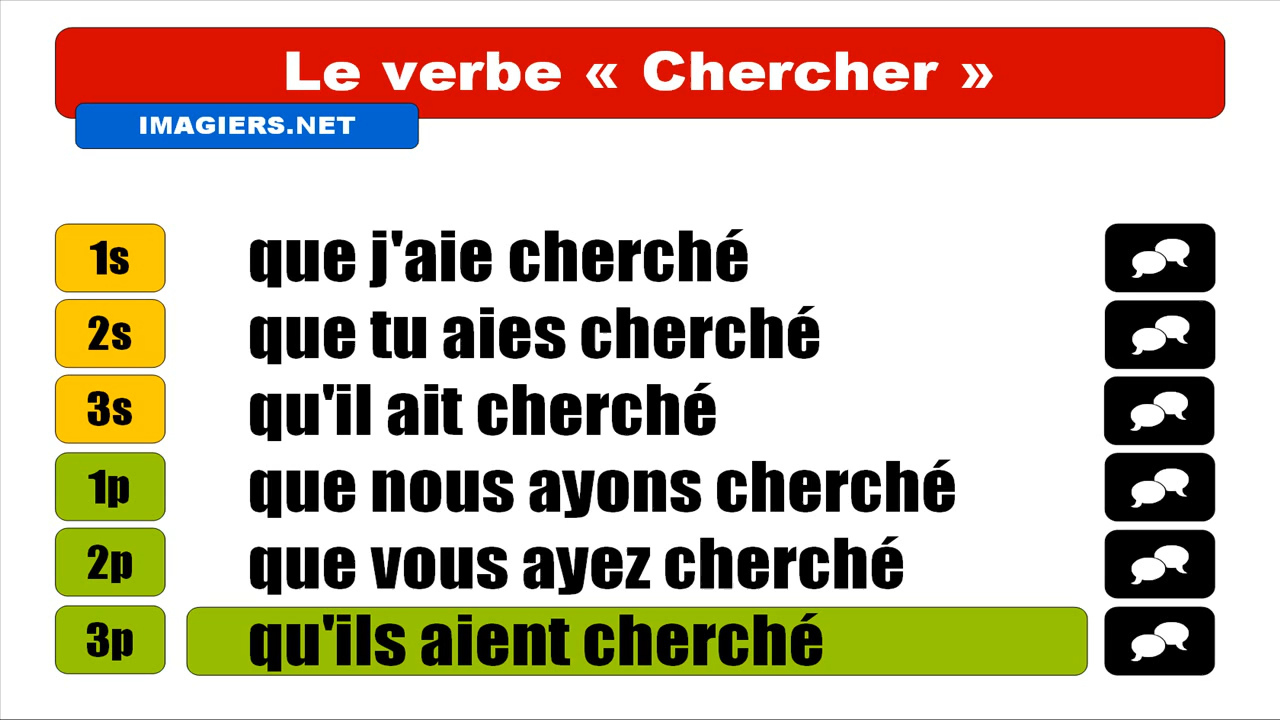 Le verbe « Chercher »
IMAGIERS.NET
1s que j'aie cherché
2s que tu aies cherché
3s qu'il ait cherché
1p que nous ayons cherché
2p que vous ayez cherché
3p qu'ils aient cherché